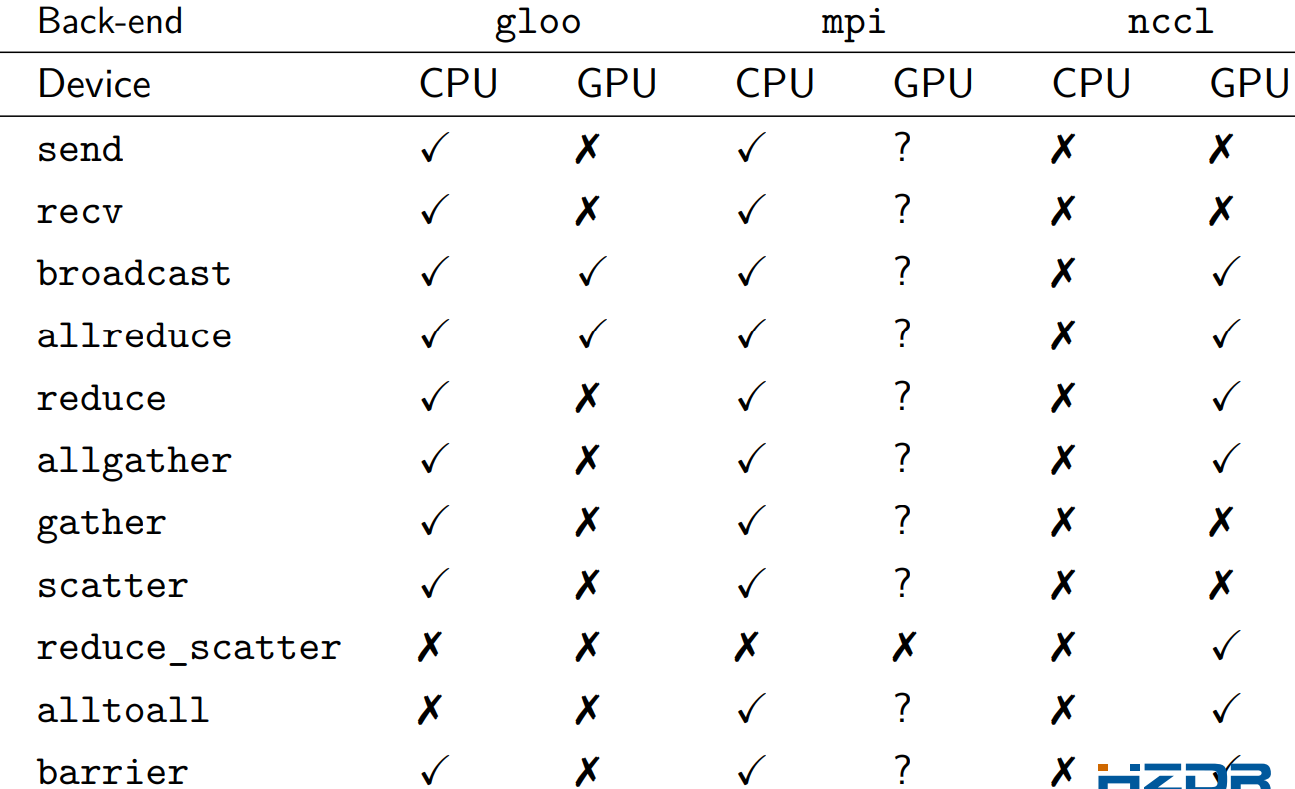 Back-end gloo mpi nccl
Device CPU GPU CPU GPU CPU GPU
send ✓ ✗ ✓ ? ✗ ✗
recv ✓ ✗ ✓ ? ✗ ✗
broadcast ✓ ✓ ✓ ? ✗ ✓
allreduce ✓ ✓ ✓ ? ✗ ✓
reduce ✓ ✗ ✓ ? ✗ ✓
allgather ✓ ✗ ✓ ? ✗ ✓
gather ✓ ✗ ✓ ? ✗ ✗
scatter ✓ ✗ ✓ ? ✗ ✗
reduce_scatter ✗ ✗ ✗ ✗ ✗ ✓
alltoall ✗ ✗ ✓ ? ✗ ✓
barrier ✓ ✗ ✓ ? ✗ ✓
HZDR